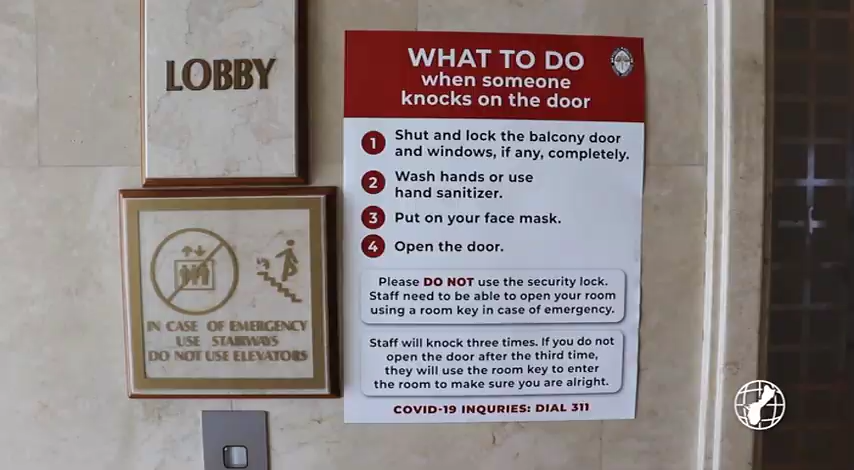 LOBBY
IN CASE OF EMERGENCY
USE STAIRWAYS
DO NOT USE ELEVATORS
WHAT TO DO
when someone
knocks on the door
1 Shut and lock the balcony door
and windows, if any, completely.
2 Wash hands or use
hand sanitizer.
3 Put on your face mask.
4 Open the door.
Please DO NOT use the security lock.
Staff need to be able to open your room
using a room key in case of emergency.
Staff will knock three times. If you do not
open the door after the third time,
they will use the room key to enter
the room to make sure you are alright.
COVID-19 INQURIES: DIAL 311